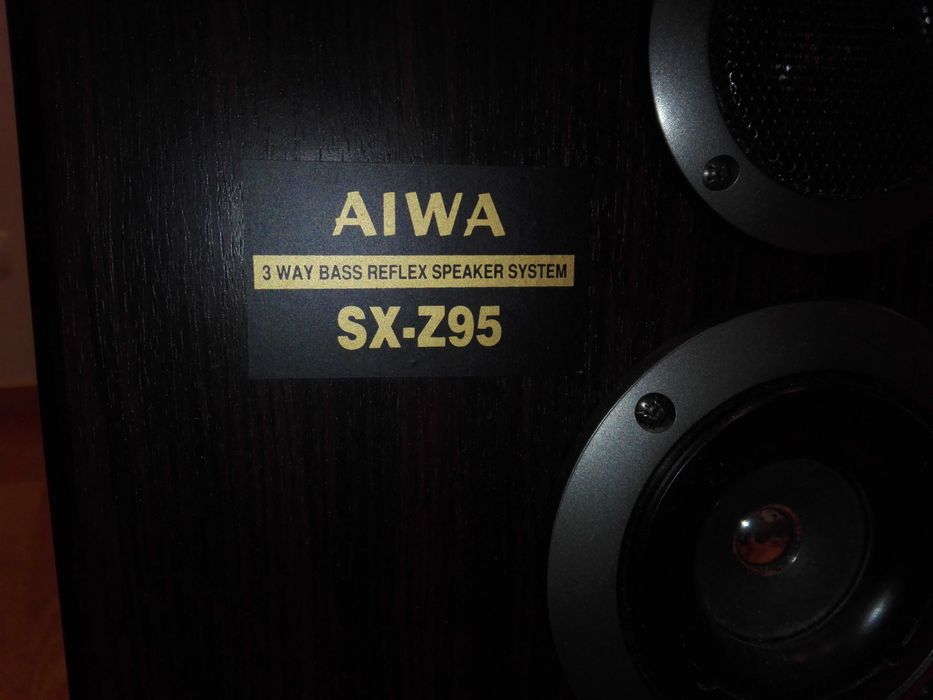 AIWA
3 WAY BASS REFLEX SPEAKER SYSTEM
SX-Z95